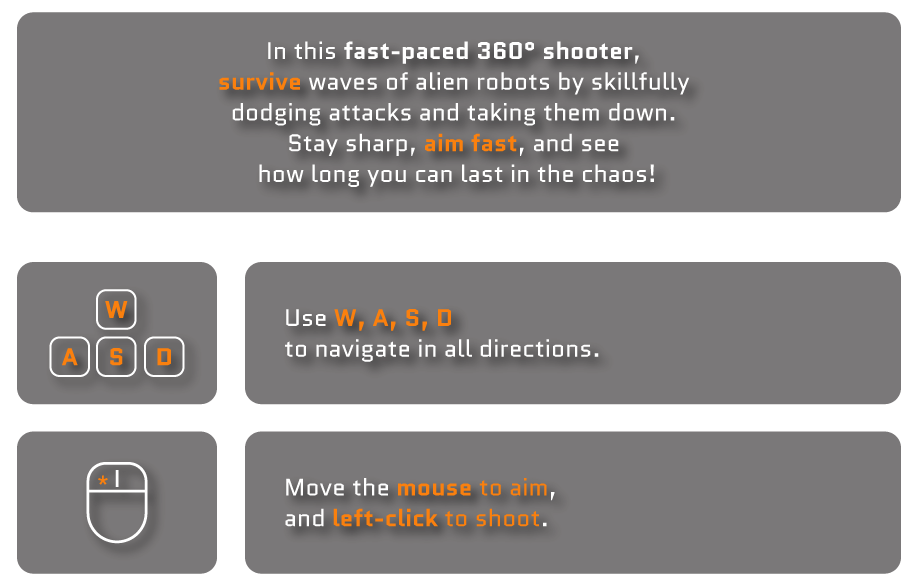 In this fast-paced 360° shooter,
survive waves of alien robots by skillfully
dodging attacks and taking them down.
Stay sharp, aim fast, and see
how long you can last in the chaos!
W
A S D
Use W, A, S, D
to navigate in all directions.
*
Move the mouse to aim,
and left-click to shoot.